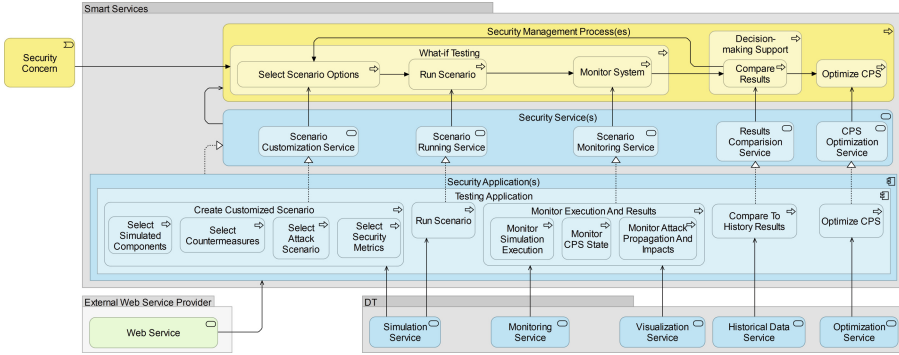 Smart Services
Security Management Process(es)
Decision-
making Support
Security
Concern
What-if Testing
Select Scenario Options
Run Scenario
Monitor System
Compare
Results
Optimize CPS
Security Service(s)
Scenario
Customization Service
Scenario
Running Service
Scenario
Monitoring Service
Results
Comparision
Service
CPS
Optimization
Service
Security Application(s)
Testing Application
Create Customized Scenario
Select
Simulated
Components
Select
Countermeasures
Select
Attack
Scenario
Select
Security
Metrics
Run Scenario
Monitor Execution And Results
Monitor
Simulation
Execution
Monitor
CPS State
Monitor Attack
Propagation And
Impacts
Compare To
History Results
Optimize CPS
External Web Service Provider
Web Service
DT
Simulation
Service
Monitoring
Service
Visualization
Service
Historical Data
Service
Optimization
Service